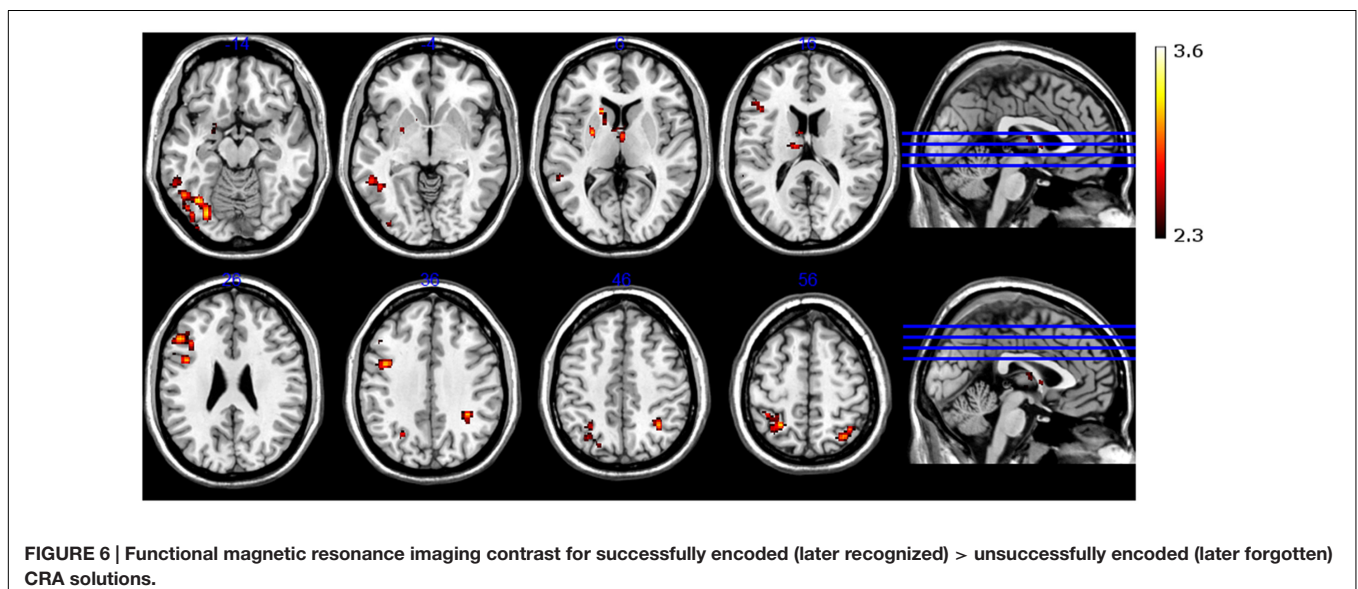 -14 -4 6 16
3.6
2.3
26 36 46 56
FIGURE 6 | Functional magnetic resonance imaging contrast for successfully encoded (later recognized) > unsuccessfully encoded (later forgotten)
CRA solutions.